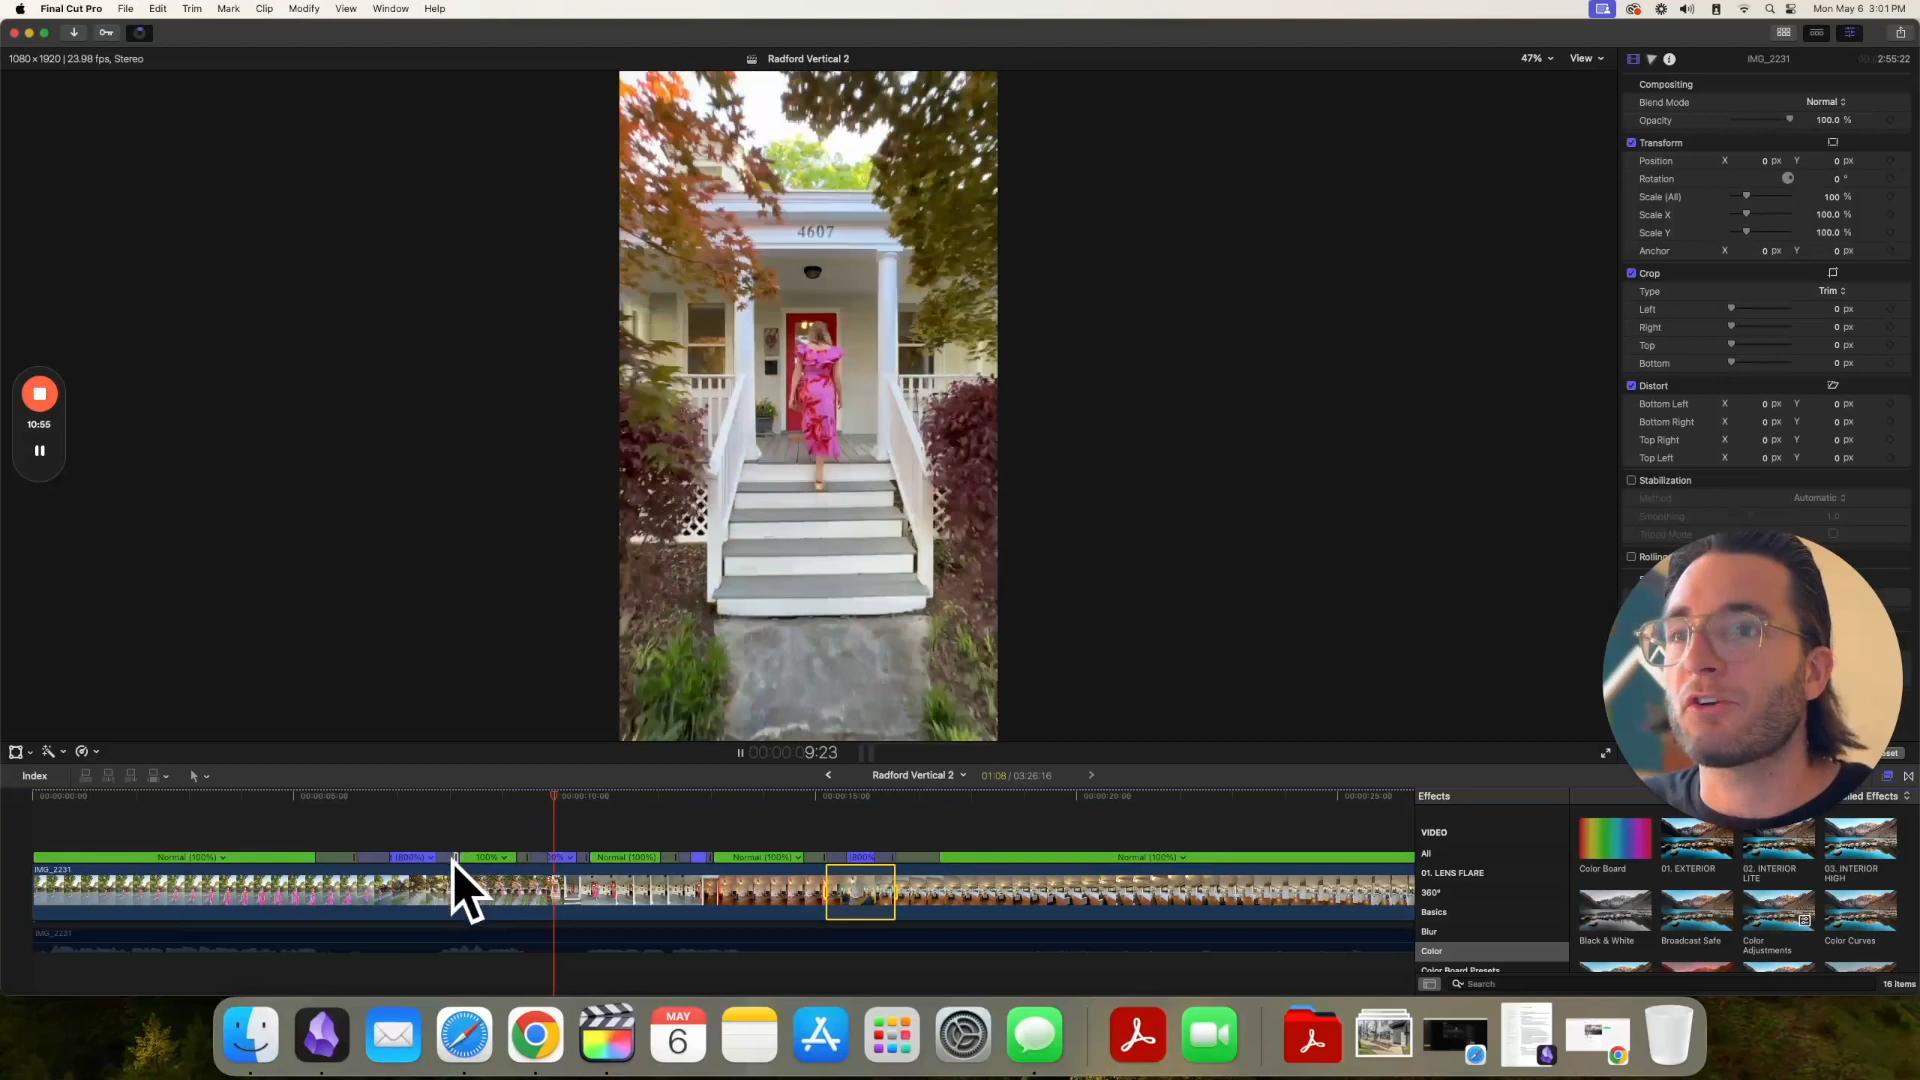 Final Cut Pro File Edit Trim Mark Clip Modify View Window Help Mon May 6 3:01 PM
1080×1920 | 23.98 fps, Stereo
Radford Vertical 2
47% View
IMG_2231
2:55:22
Compositing
Blend Mode Normal
Opacity 100.0 %
Transform
Position X 0 px Y 0 px
Rotation 0 °
Scale (All) 100 %
Scale X 100.0 %
Scale Y 100.0 %
Anchor X 0 px Y 0 px
Crop
Type Trim
Left 0 px
Right 0 px
Top 0 px
Bottom 0 px
Distort
Bottom Left X 0 px Y 0 px
Bottom Right X 0 px Y 0 px
Top Right X 0 px Y 0 px
Top Left X 0 px Y 0 px
Stabilization
Method Automatic
Smoothing 1.0
Tripod Mode
Rolling
4607
10:55
00:00:09:23
Index
Radford Vertical 2 01:08 / 03:26:16
00:00:00:00 00:00:05:00 00:00:10:00 00:00:15:00 00:00:20:00 00:00:25:00
Normal (100%) (800%) 100% Normal (100%) Normal (100%) (800%) Normal (100%)
IMG_2231
IMG_2231
Effects
VIDEO
All
01. LENS FLARE
360°
Basics
Blur
Color
Color Board Presets
Color Board
01. EXTERIOR
02. INTERIOR LITE
03. INTERIOR HIGH
Black & White
Broadcast Safe
Color Adjustments
Color Curves
Search
16 items
MAY
6